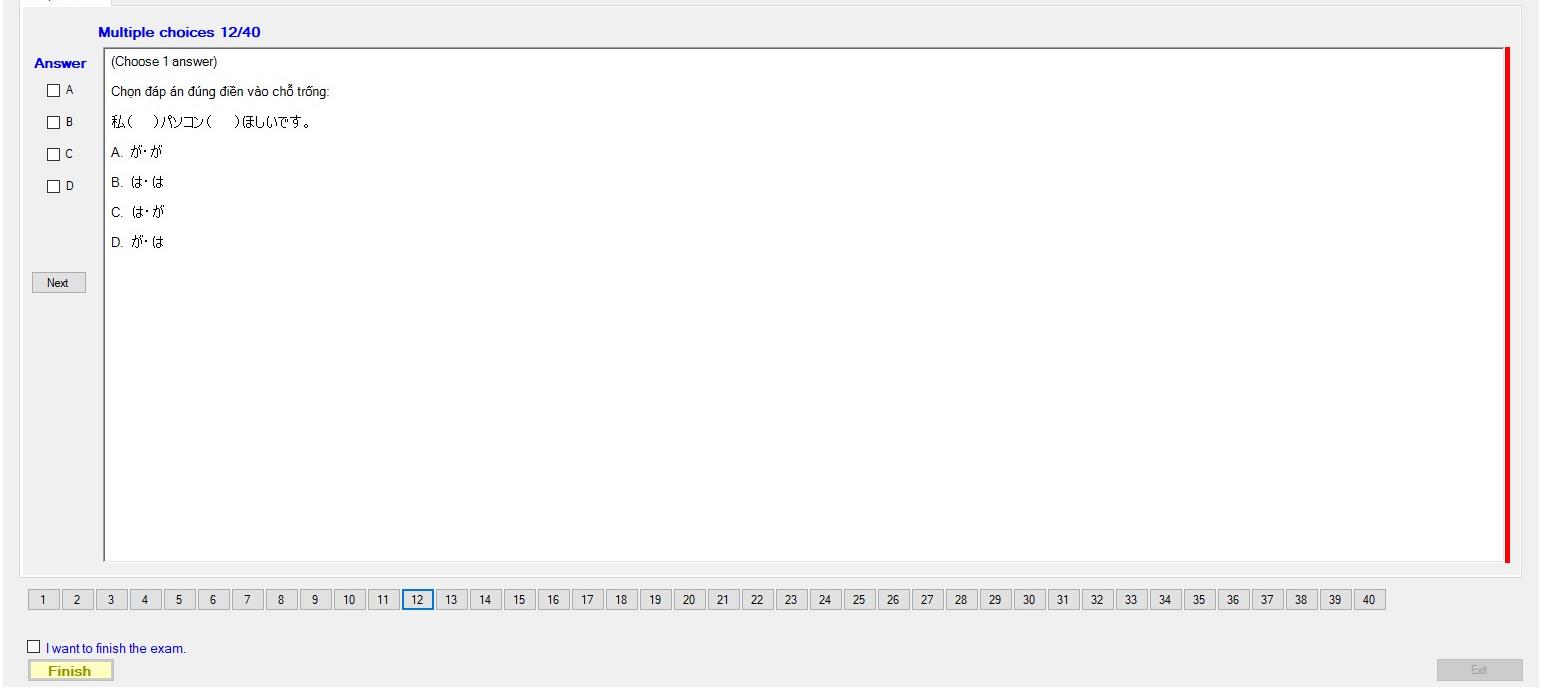 Multiple choices 12/40
Answer
(Choose 1 answer)
A
Chọn đáp án đúng điền vào chỗ trống:
B
私(　)パソコン(　)ほしいです。
C
A. が・が
D
B. は・は
C. は・が
D. が・は
Next
1 2 3 4 5 6 7 8 9 10 11 12 13 14 15 16 17 18 19 20 21 22 23 24 25 26 27 28 29 30 31 32 33 34 35 36 37 38 39 40
I want to finish the exam.
Finish
Exit